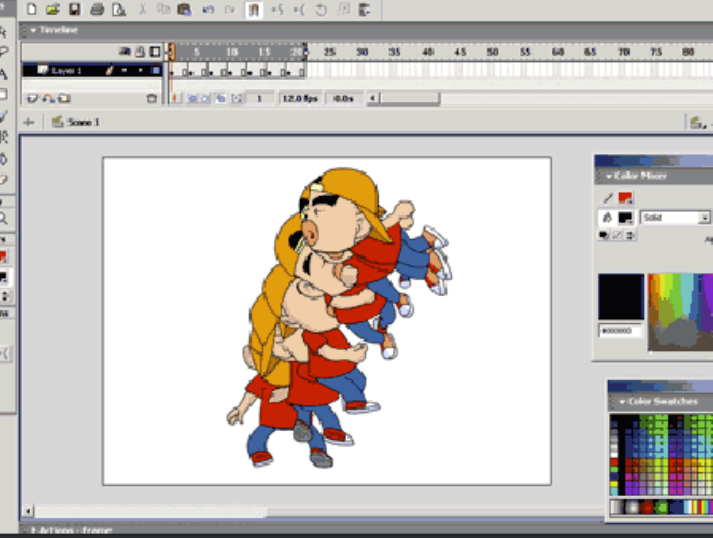 Timeline
5 10 15 20 25 30 35 40 45 50 55 60 65 70 75 80
Layer 1
1 12.0 fps 0.0s
Scene 1
Color Mixer
Solid
#000000
Color Swatches
Actions - Frame